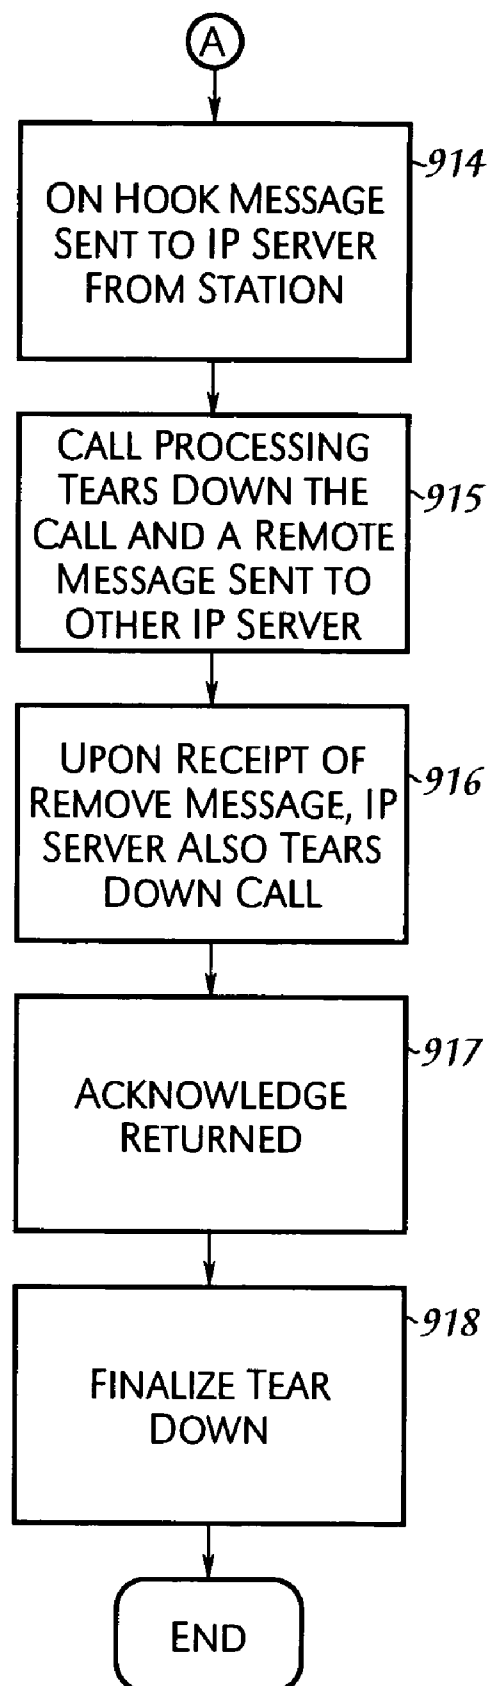 A
914
ON HOOK MESSAGE
SENT TO IP SERVER
FROM STATION
CALL PROCESSING
TEARS DOWN THE
CALL AND A REMOTE
MESSAGE SENT TO
OTHER IP SERVER
915
UPON RECEIPT OF
REMOVE MESSAGE, IP
SERVER ALSO TEARS
DOWN CALL
916
ACKNOWLEDGE
RETURNED
917
FINALIZE TEAR
DOWN
918
END